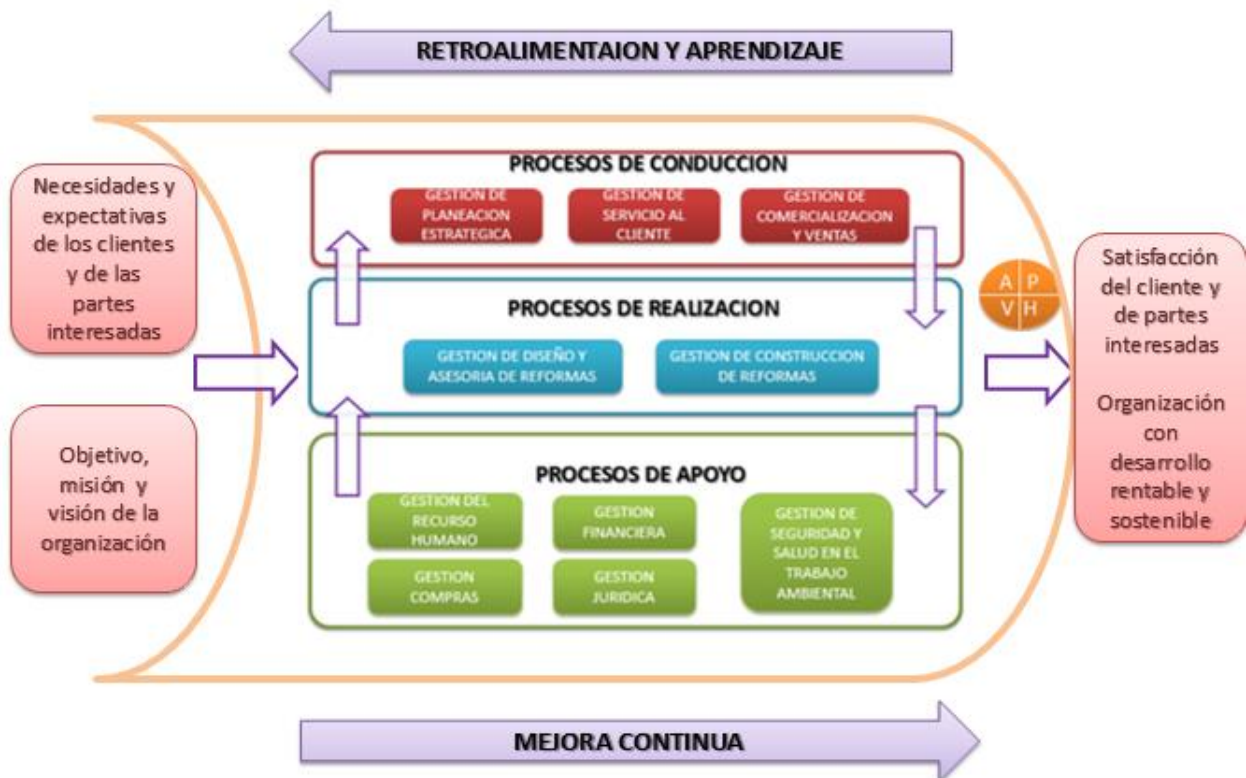 RETROALIMENTAION Y APRENDIZAJE
Necesidades y
expectativas
de los clientes
y de las
partes
interesadas
Objetivo,
misión y
visión de la
organización
PROCESOS DE CONDUCCION
GESTION DE
PLANEACION
ESTRATEGICA
GESTION DE
SERVICIO AL
CLIENTE
GESTION DE
COMERCIALIZACION
Y VENTAS
PROCESOS DE REALIZACION
GESTION DE DISEÑO Y
ASESORIA DE REFORMAS
GESTION DE CONSTRUCCION
DE REFORMAS
PROCESOS DE APOYO
GESTION DEL
RECURSO
HUMANO
GESTION
FINANCIERA
GESTION DE
SEGURIDAD Y
SALUD EN EL
TRABAJO
AMBIENTAL
GESTION
COMPRAS
GESTION
JURIDICA
A P
V H
Satisfacción
del cliente y
de partes
interesadas
Organización
con
desarrollo
rentable y
sostenible
MEJORA CONTINUA